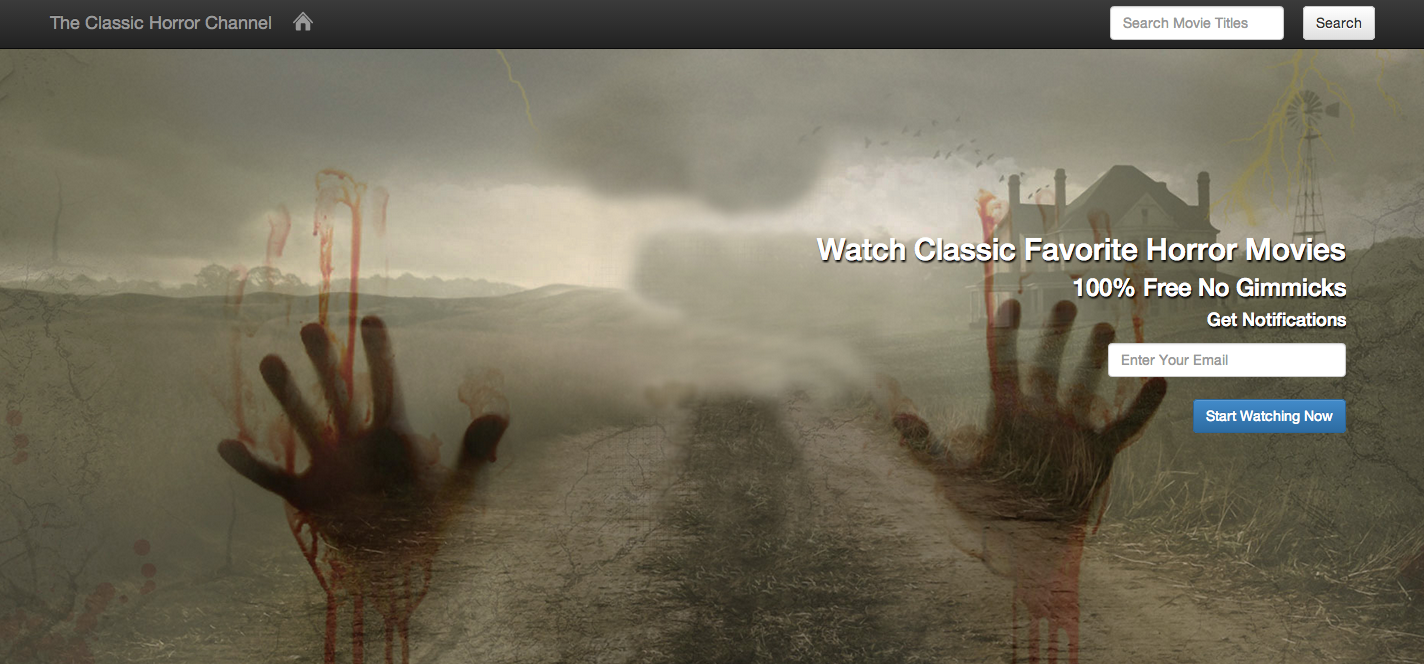 The Classic Horror Channel
Search Movie Titles
Search
Watch Classic Favorite Horror Movies
100% Free No Gimmicks
Get Notifications
Enter Your Email
Start Watching Now